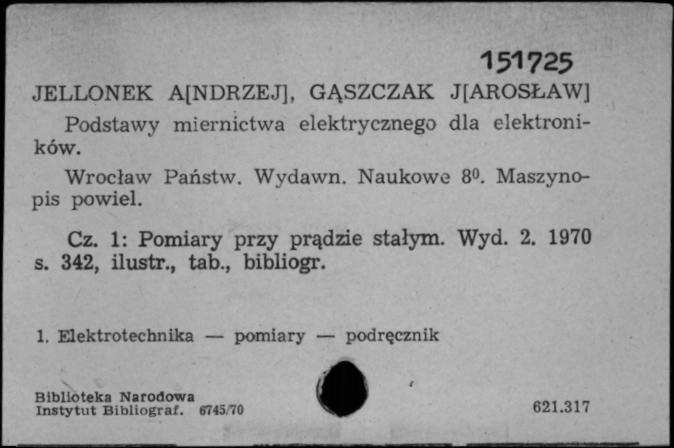 151725
JELLONEK A[NDRZEJ], GĄSZCZAK J[AROSŁAW]
Podstawy miernictwa elektrycznego dla elektroni-
ków.
Wrocław Państw. Wydawn. Naukowe 8⁰. Maszyno-
pis powiel.
Cz. 1: Pomiary przy prądzie stałym. Wyd. 2. 1970
s. 342, ilustr., tab., bibliogr.
1. Elektrotechnika — pomiary — podręcznik
Biblioteka Narodowa
Instytut Bibliograf. 6745/70
621.317